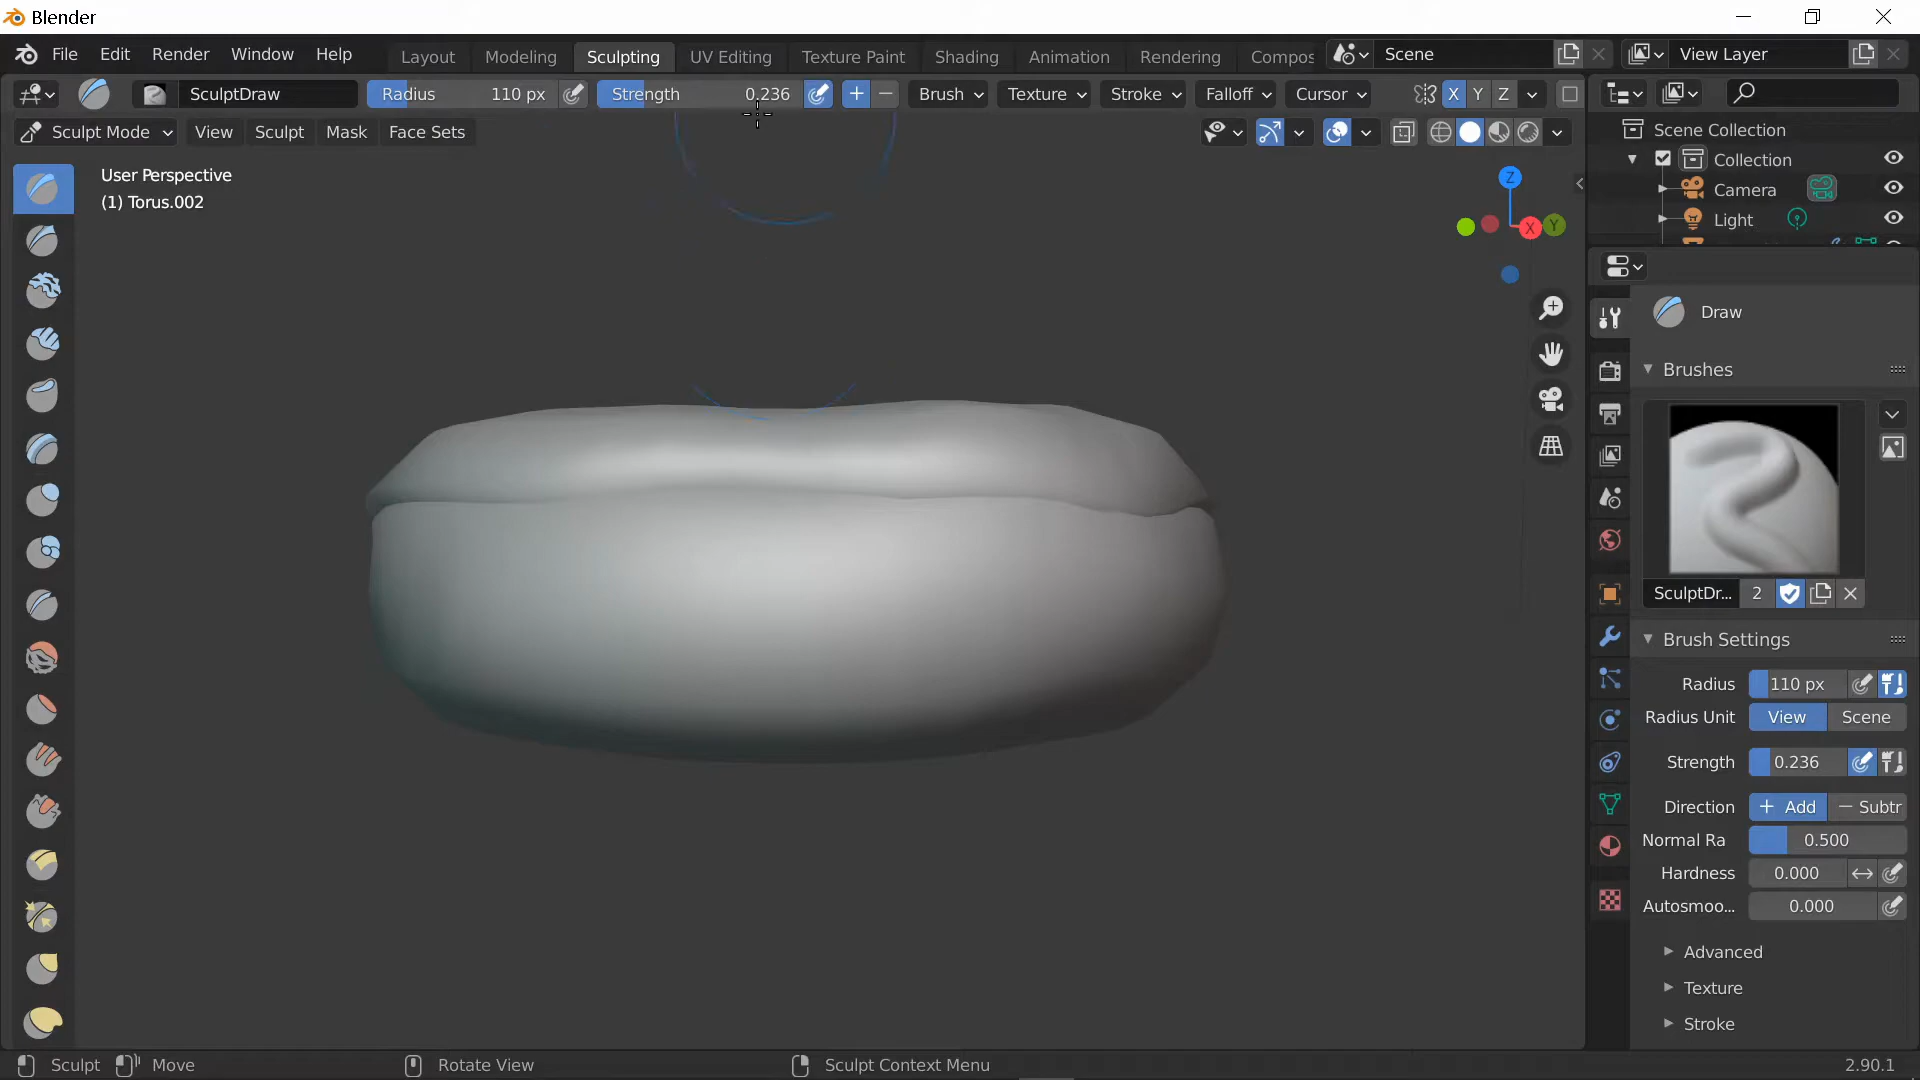 Blender
File Edit Render Window Help Layout Modeling Sculpting UV Editing Texture Paint Shading Animation Rendering Compos Scene View Layer
SculptDraw Radius 110 px Strength 0.236 Brush Texture Stroke Falloff Cursor X Y Z
Sculpt Mode View Sculpt Mask Face Sets
Scene Collection
Collection
Camera
Light
User Perspective
(1) Torus.002
Z
X Y
Draw
Brushes
SculptDr... 2
Brush Settings
Radius 110 px
Radius Unit View Scene
Strength 0.236
Direction + Add − Subtr
Normal Ra 0.500
Hardness 0.000
Autosmoo... 0.000
Advanced
Texture
Stroke
Sculpt Move Rotate View Sculpt Context Menu 2.90.1